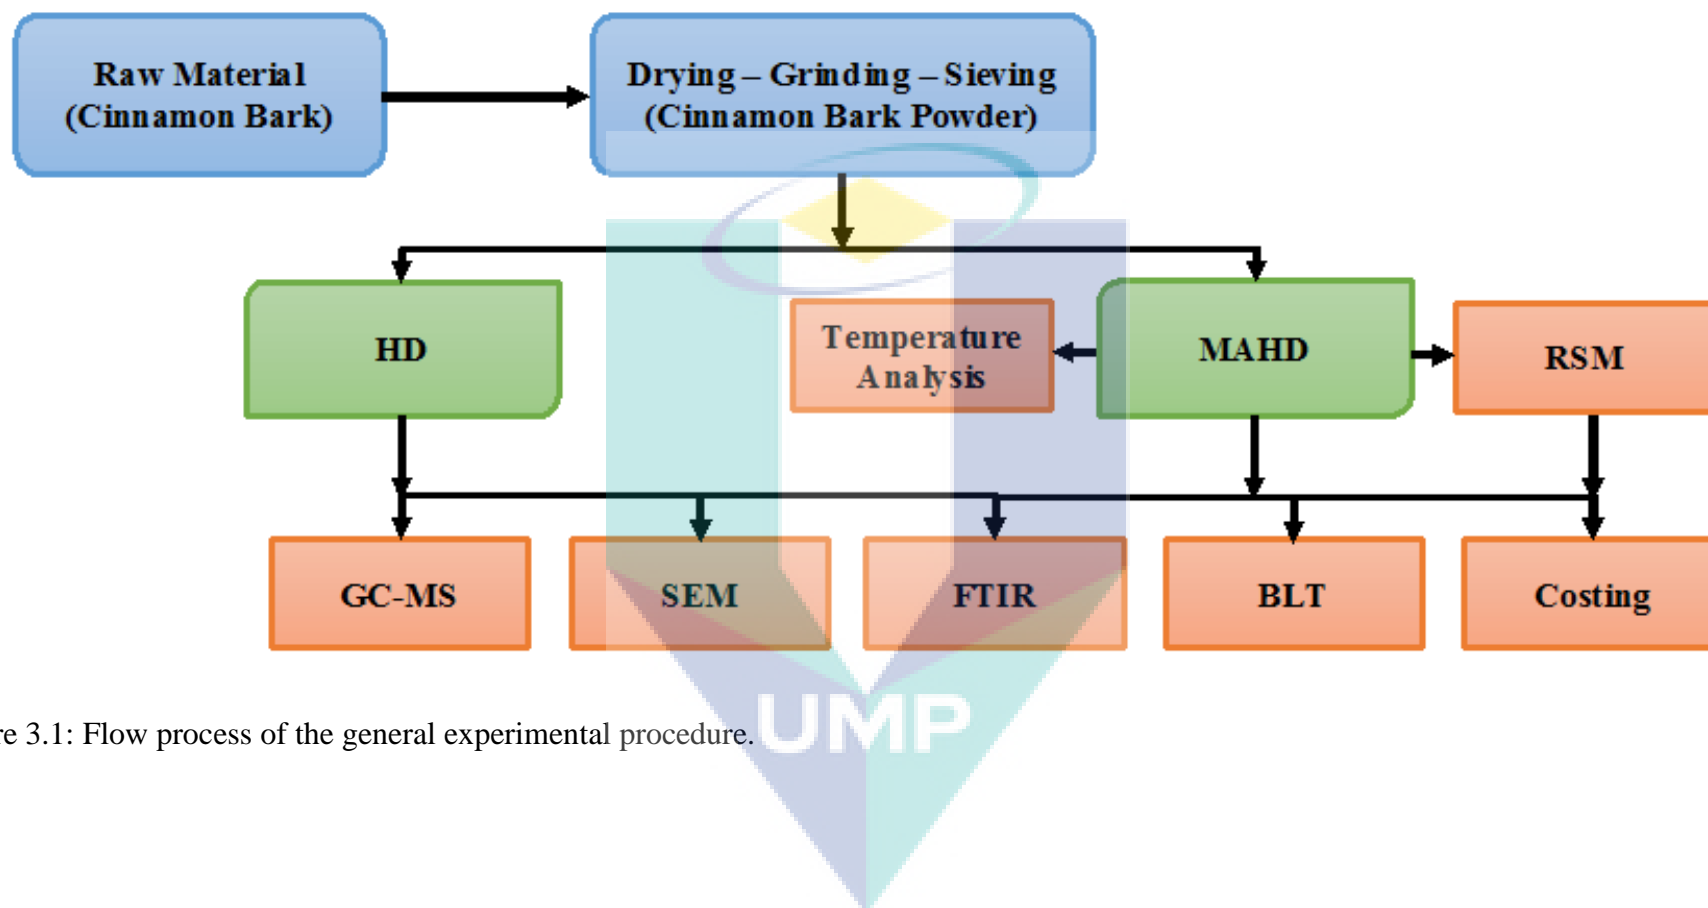 Raw Material
(Cinnamon Bark)
Drying – Grinding – Sieving
(Cinnamon Bark Powder)
HD
Temperature
Analysis
MAHD
RSM
GC-MS
SEM
FTIR
BLT
Costing
re 3.1: Flow process of the general experimental procedure.
UMP